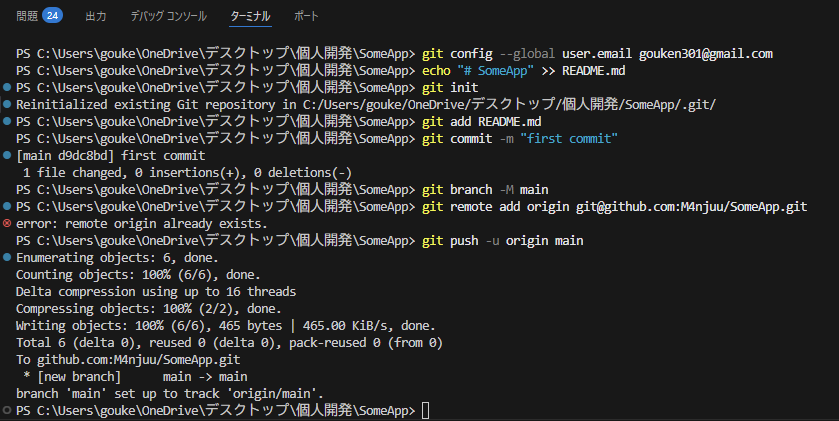 問題 24 出力 デバッグ コンソール ターミナル ポート
PS C:\Users\gouke\OneDrive\デスクトップ\個人開発\SomeApp> git config --global user.email gouken301@gmail.com
PS C:\Users\gouke\OneDrive\デスクトップ\個人開発\SomeApp> echo "# SomeApp" >> README.md
PS C:\Users\gouke\OneDrive\デスクトップ\個人開発\SomeApp> git init
Reinitialized existing Git repository in C:/Users/gouke/OneDrive/デスクトップ/個人開発/SomeApp/.git/
PS C:\Users\gouke\OneDrive\デスクトップ\個人開発\SomeApp> git add README.md
PS C:\Users\gouke\OneDrive\デスクトップ\個人開発\SomeApp> git commit -m "first commit"
[main d9dc8bd] first commit
 1 file changed, 0 insertions(+), 0 deletions(-)
PS C:\Users\gouke\OneDrive\デスクトップ\個人開発\SomeApp> git branch -M main
PS C:\Users\gouke\OneDrive\デスクトップ\個人開発\SomeApp> git remote add origin git@github.com:M4njuu/SomeApp.git
error: remote origin already exists.
PS C:\Users\gouke\OneDrive\デスクトップ\個人開発\SomeApp> git push -u origin main
Enumerating objects: 6, done.
Counting objects: 100% (6/6), done.
Delta compression using up to 16 threads
Compressing objects: 100% (2/2), done.
Writing objects: 100% (6/6), 465 bytes | 465.00 KiB/s, done.
Total 6 (delta 0), reused 0 (delta 0), pack-reused 0 (from 0)
To github.com:M4njuu/SomeApp.git
 * [new branch]      main -> main
branch 'main' set up to track 'origin/main'.
PS C:\Users\gouke\OneDrive\デスクトップ\個人開発\SomeApp>